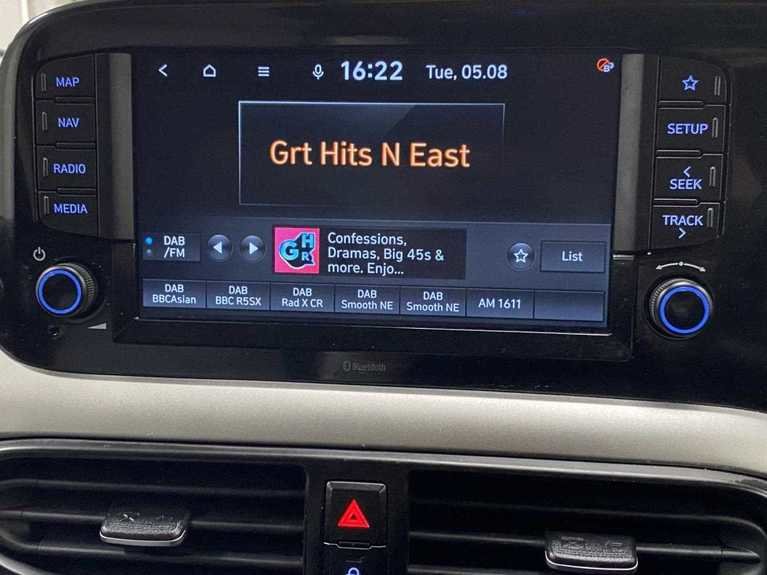 MAP
NAV
RADIO
MEDIA
16:22 Tue, 05.08
Grt Hits N East
DAB
/FM
GHR
Confessions,
Dramas, Big 45s &
more. Enjo...
List
DAB
BBCAsian
DAB
BBC R5SX
DAB
Rad X CR
DAB
Smooth NE
DAB
Smooth NE
AM 1611
SETUP
<
SEEK
TRACK
>
Bluetooth